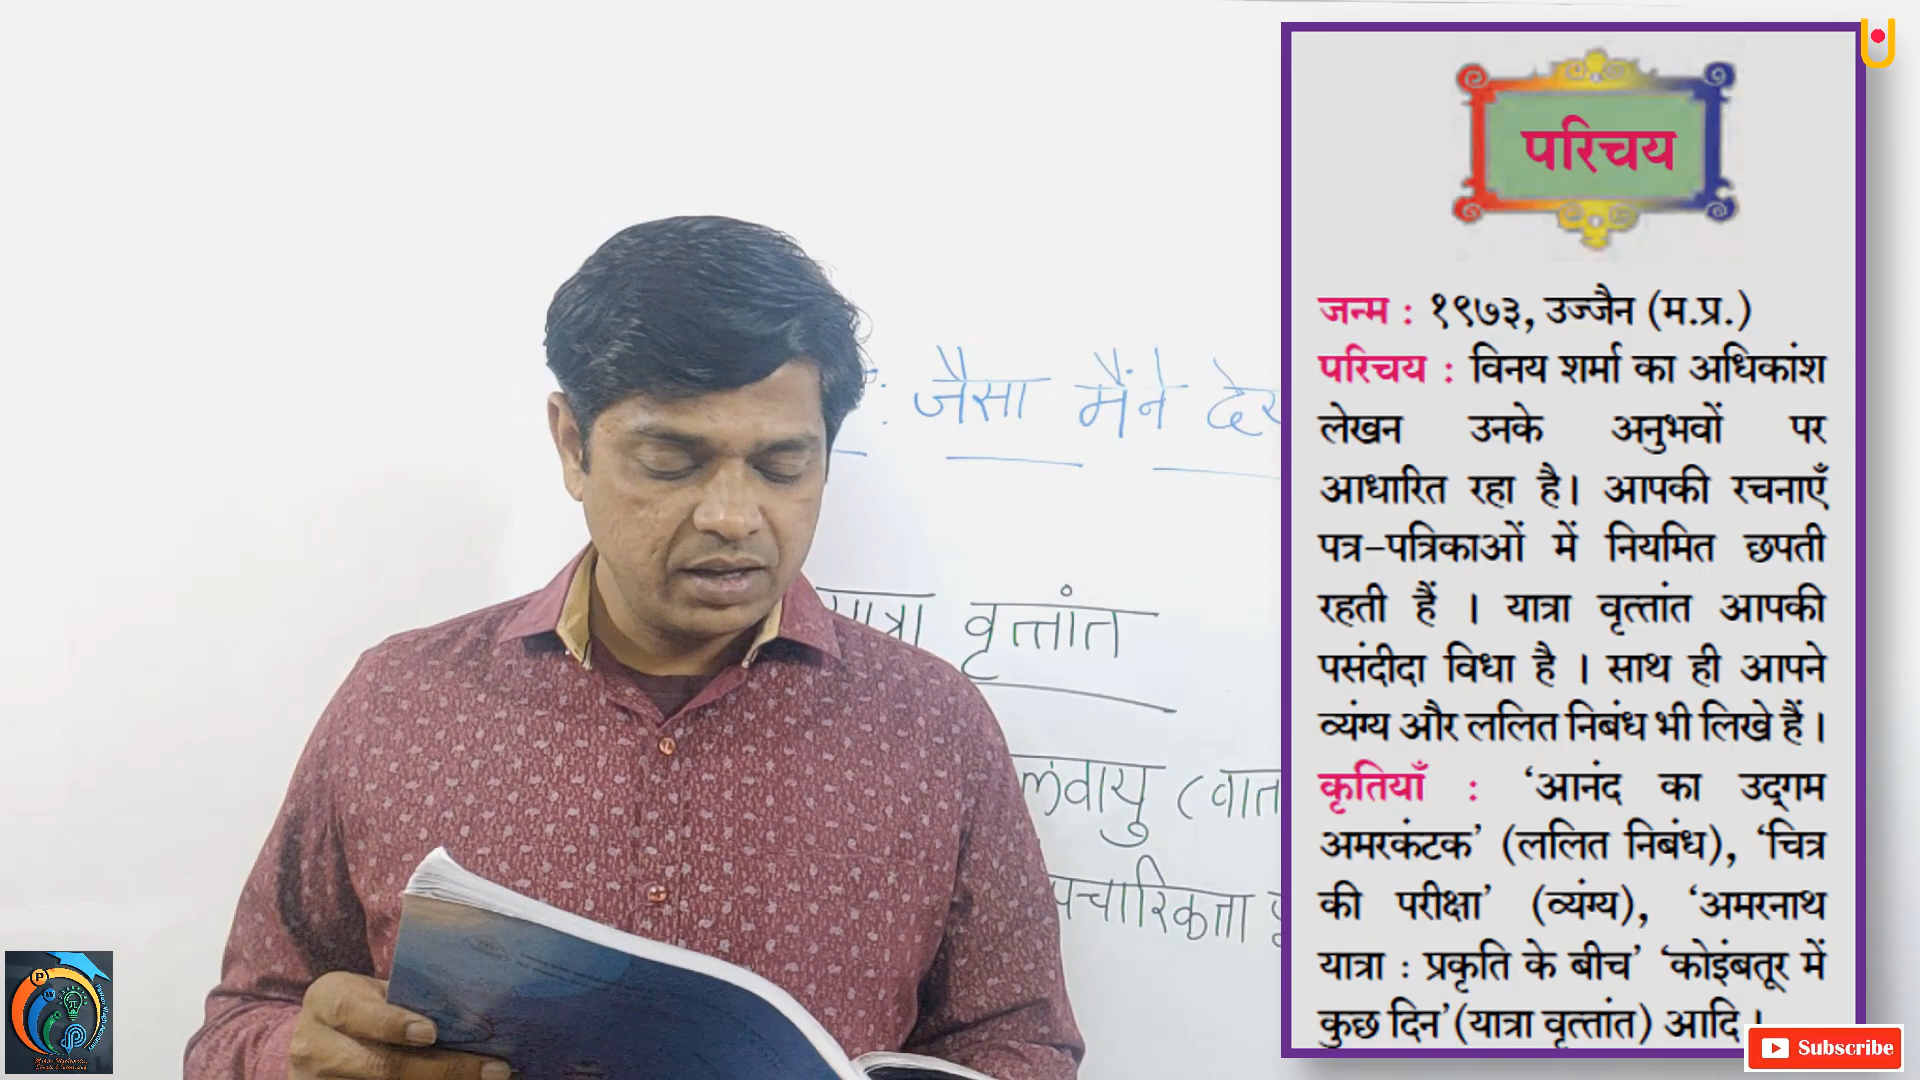 परिचय
जन्म : १९७३, उज्जैन (म.प्र.)
परिचय : विनय शर्मा का अधिकांश
लेखन उनके अनुभवों पर
आधारित रहा है। आपकी रचनाएँ
पत्र-पत्रिकाओं में नियमित छपती
रहती हैं । यात्रा वृत्तांत आपकी
पसंदीदा विधा है । साथ ही आपने
व्यंग्य और ललित निबंध भी लिखे हैं।
कृतियाँ : ‘आनंद का उद्‌गम
अमरकंटक’ (ललित निबंध), ‘चित्र
की परीक्षा’ (व्यंग्य), ‘अमरनाथ
यात्रा : प्रकृति के बीच’ ‘कोइंबतूर में
कुछ दिन’(यात्रा वृत्तांत) आदि ।
: जैसा मैंने
यात्रा वृत्तांत
Subscribe